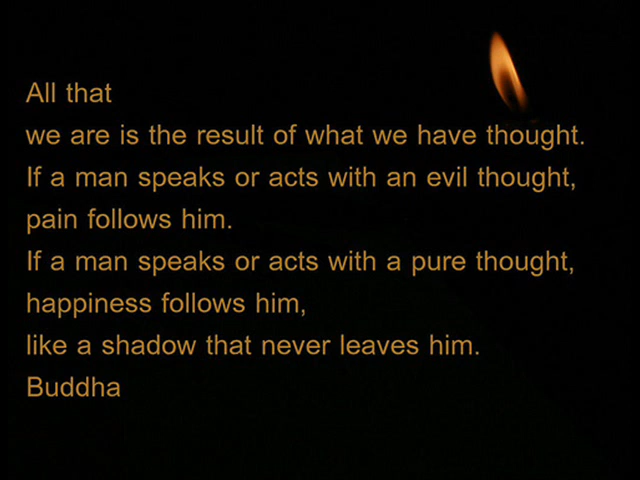 All that
we are is the result of what we have thought.
If a man speaks or acts with an evil thought,
pain follows him.
If a man speaks or acts with a pure thought,
happiness follows him,
like a shadow that never leaves him.
Buddha